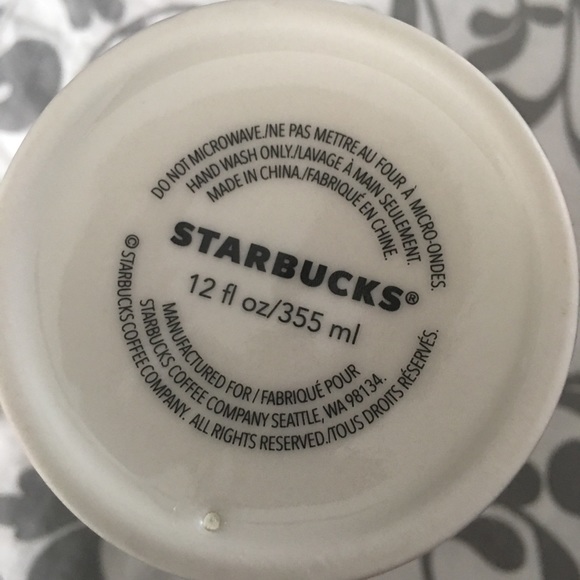 DO NOT MICROWAVE./NE PAS METTRE AU FOUR À MICRO-ONDES.
HAND WASH ONLY./LAVAGE À MAIN SEULEMENT.
MADE IN CHINA./FABRIQUÉ EN CHINE.
STARBUCKS®
12 fl oz/355 ml
MANUFACTURED FOR / FABRIQUÉ POUR
STARBUCKS COFFEE COMPANY SEATTLE, WA 98134.
© STARBUCKS COFFEE COMPANY. ALL RIGHTS RESERVED./TOUS DROITS RÉSERVÉS.